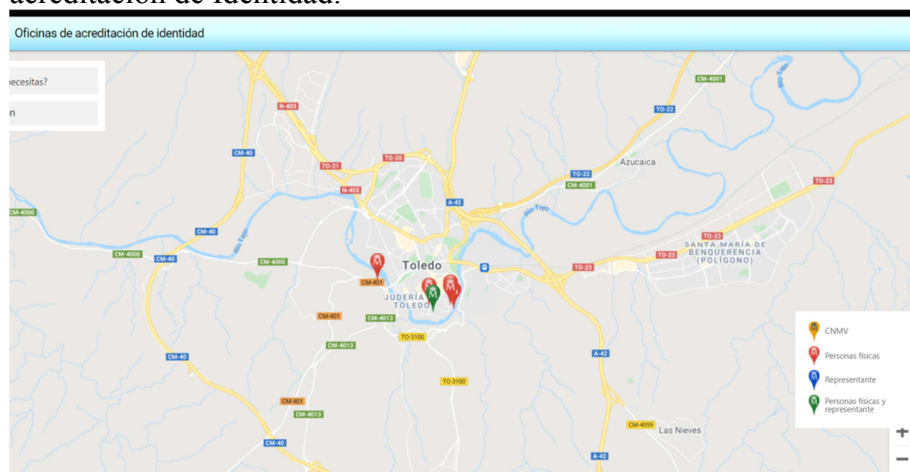 acreditación de Identidad.
Oficinas de acreditación de identidad
necesitas?
n
CM-4001
TO-22
N-403
CM-40
TO-21
TO-20
N-403
Azucaica
TO-22
CM-4001
TO-23
A-42
Río Tajo
CM-4000
CM-40
Río Tajo
CM-4000
CM-40
CM-4000
TO-23
SANTA MARÍA DE
BENQUERENCIA
(POLÍGONO)
TO-23
Toledo
TO-23
CM-401
JUDERÍA
TOLEDO
CM-401
CM-4013
TO-3100
CM-4013
CM-40
A-42
TO-3100
CNMV
Personas físicas
Representante
Personas físicas y
representante
CM-401
CM-4013
CM-40
CM-4059
Las Nieves
A-42
+
−